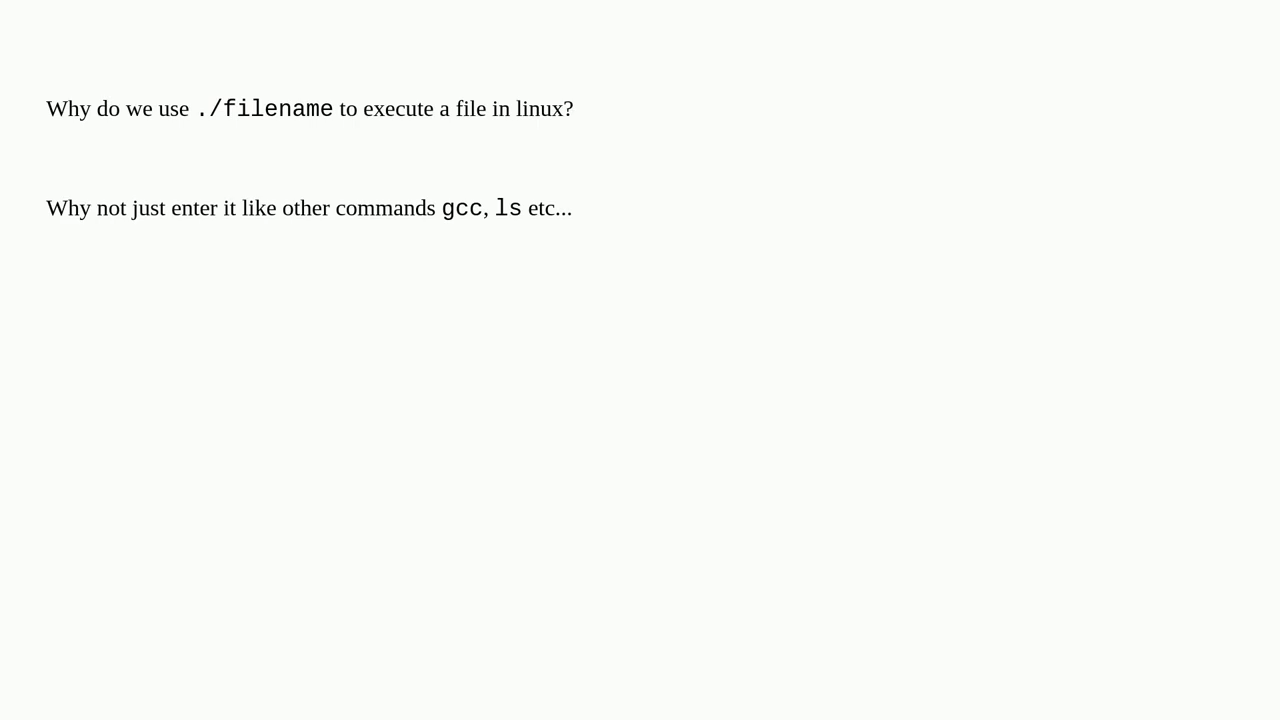 Why do we use ./filename to execute a file in linux?
Why not just enter it like other commands gcc, ls etc...